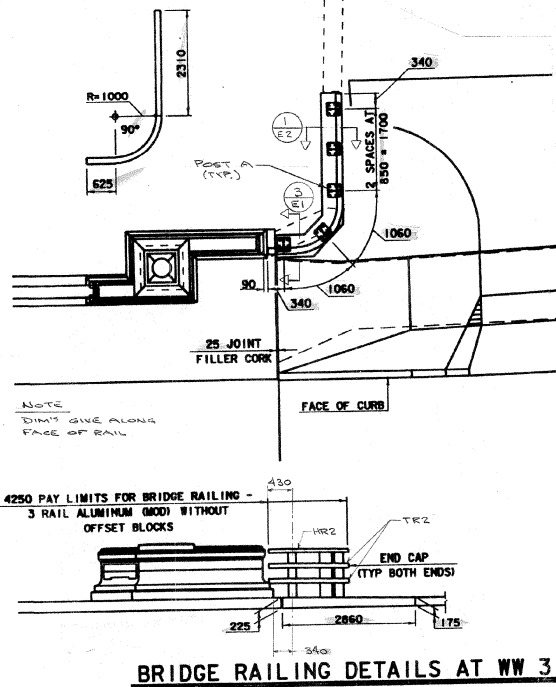 2310
R=1000
90°
625
340
1
E2
2 SPACES AT
850 = 1700
POST A
(TYP.)
3
E1
1060
90
340
1060
25 JOINT
FILLER CORK
NOTE
DIM'S GIVE ALONG
FACE OF RAIL
FACE OF CURB
430
4250 PAY LIMITS FOR BRIDGE RAILING -
3 RAIL ALUMINUM (MOD) WITHOUT
OFFSET BLOCKS
HR2
TR2
END CAP
(TYP BOTH ENDS)
225
2860
175
340
BRIDGE RAILING DETAILS AT WW 3